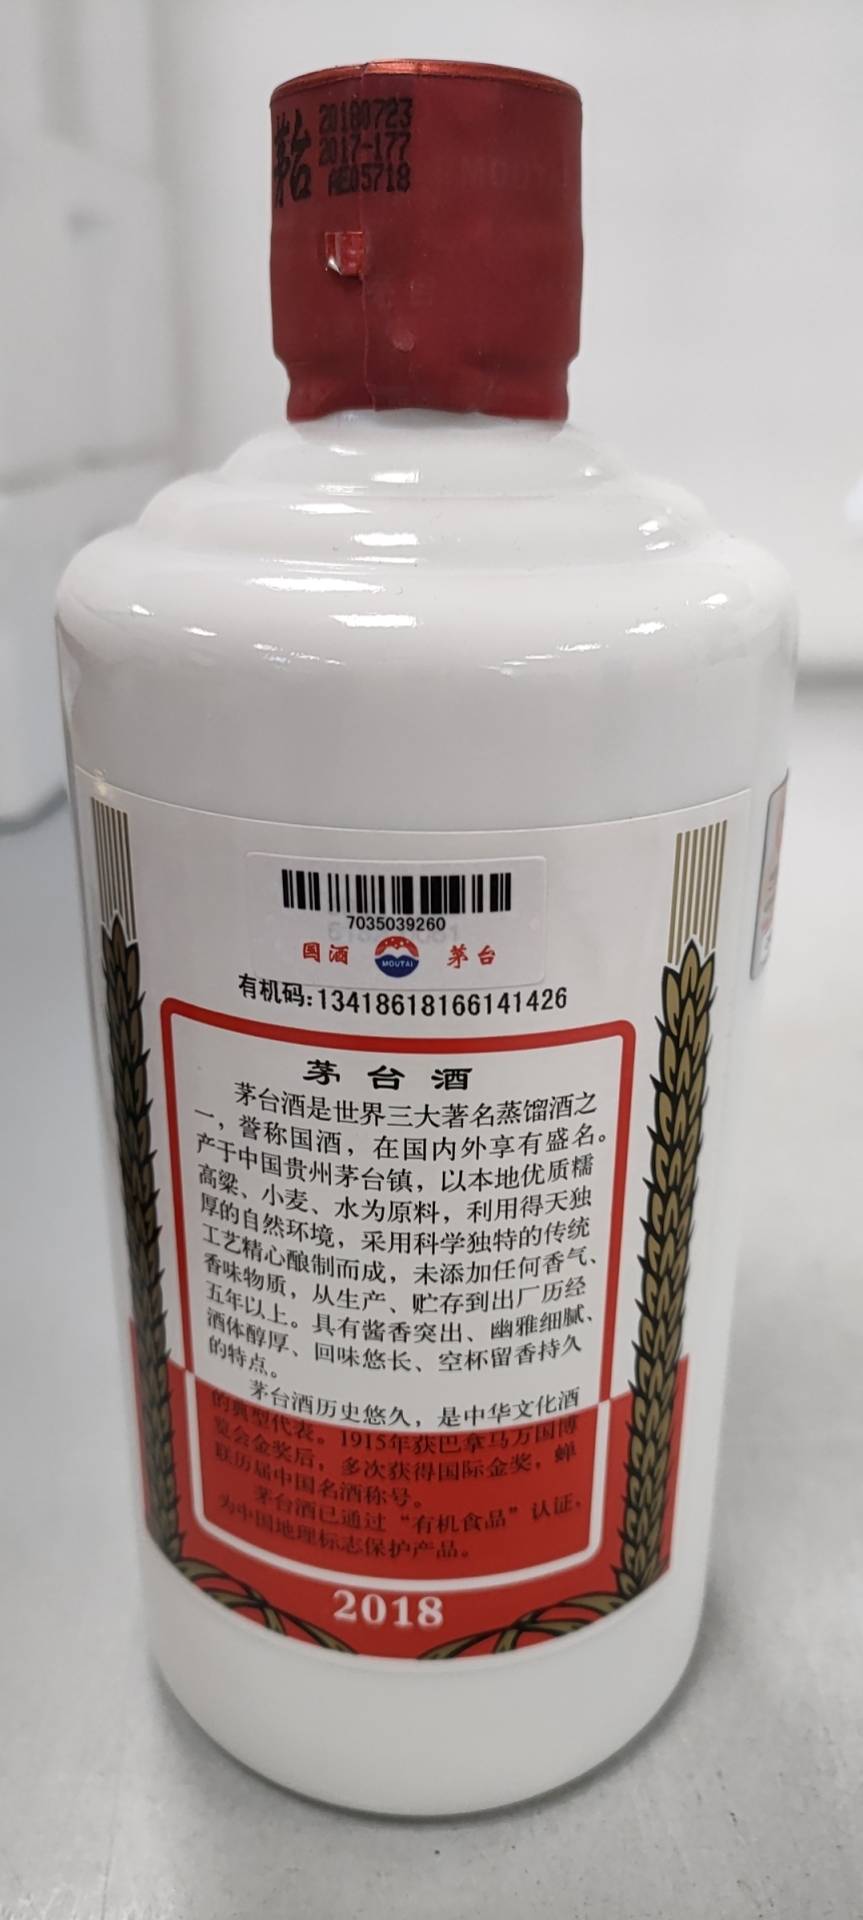 茅台
20180723
2017-177
AE05718
7035039260
国酒
MOUTAI
茅台
有机码:13418618166141426
茅台酒
茅台酒是世界三大著名蒸馏酒之
一，誉称国酒，在国内外享有盛名。
产于中国贵州茅台镇，以本地优质糯
高粱、小麦、水为原料，利用得天独
厚的自然环境，采用科学独特的传统
工艺精心酿制而成，未添加任何香气、
香味物质，从生产、贮存到出厂历经
五年以上。具有酱香突出、幽雅细腻、
酒体醇厚、回味悠长、空杯留香持久
的特点。
茅台酒历史悠久，是中华文化酒
的典型代表。1915年获巴拿马万国博
览会金奖后，多次获得国际金奖，蝉
联历届中国名酒称号。
茅台酒已通过“有机食品”认证，
为中国地理标志保护产品。
2018